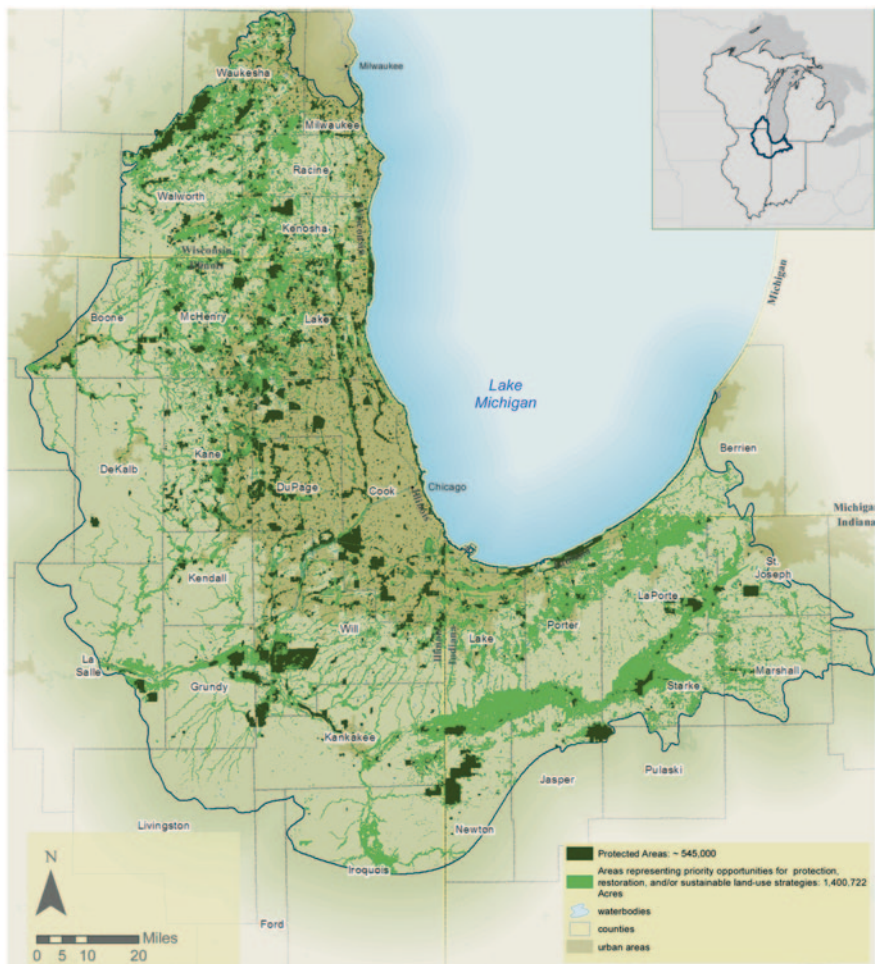 Milwaukee
Waukesha
Milwaukee
Racine
Walworth
Kenosha
Wisconsin
Wisconsin
Illinois
Michigan
Boone
McHenry
Lake
Lake
Michigan
Berrien
DeKalb
Kane
DuPage
Cook
Chicago
Illinois
Michigan
Indiana
St.
Joseph
Kendall
LaPorte
Will
Lake
Porter
Illinois
Indiana
La
Salle
Grundy
Starke
Marshall
Kankakee
Jasper
Pulaski
Livingston
Newton
Iroquois
Ford
N
Miles
0 5 10 20
Protected Areas: ~ 545,000
Areas representing priority opportunities for protection,
restoration, and/or sustainable land-use strategies: 1,400,722
Acres
waterbodies
counties
urban areas